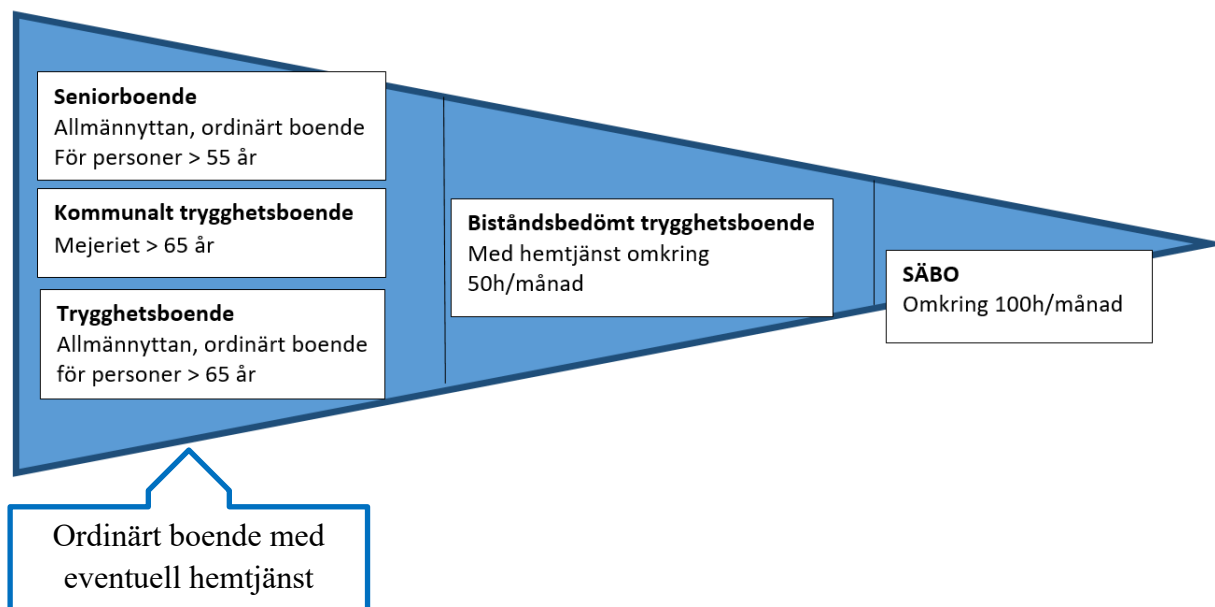 Seniorboende
Allmännyttan, ordinärt boende
För personer > 55 år
Kommunalt trygghetsboende
Mejeriet > 65 år
Trygghetsboende
Allmännyttan, ordinärt boende
för personer > 65 år
Biståndsbedömt trygghetsboende
Med hemtjänst omkring
50h/månad
SÄBO
Omkring 100h/månad
Ordinärt boende med
eventuell hemtjänst